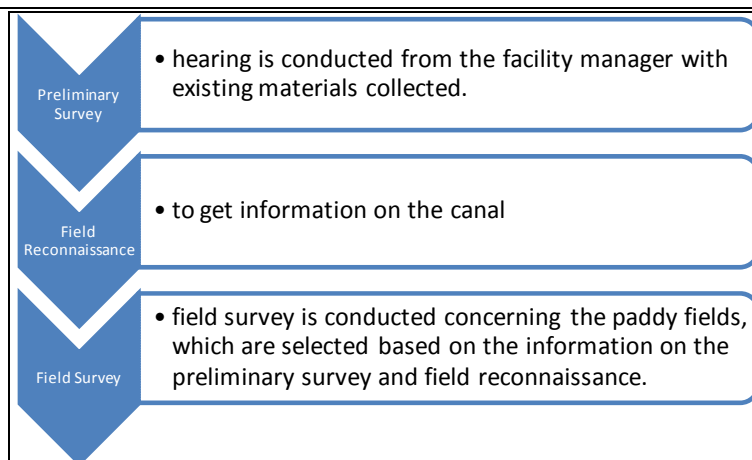 Preliminary
Survey
• hearing is conducted from the facility manager with
existing materials collected.
Field
Reconnaissance
• to get information on the canal
Field Survey
• field survey is conducted concerning the paddy fields,
which are selected based on the information on the
preliminary survey and field reconnaissance.